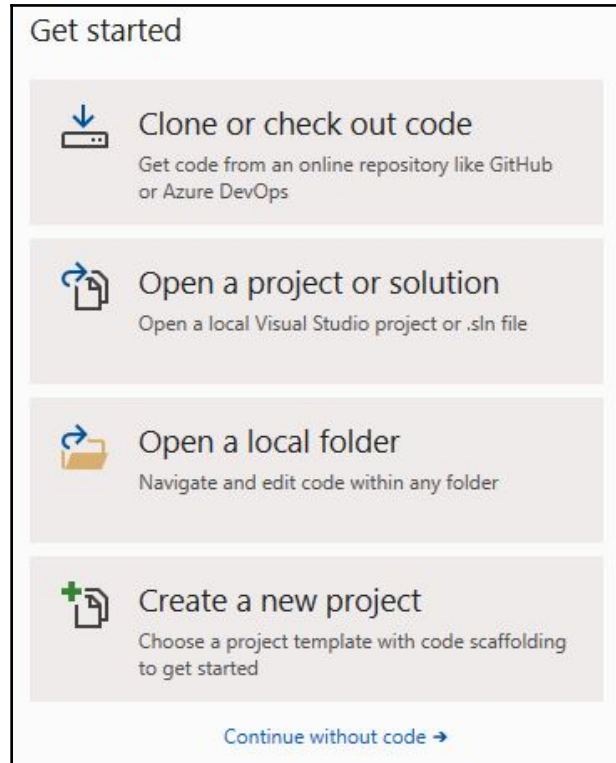 Get started
Clone or check out code
Get code from an online repository like GitHub
or Azure DevOps
Open a project or solution
Open a local Visual Studio project or .sln file
Open a local folder
Navigate and edit code within any folder
Create a new project
Choose a project template with code scaffolding
to get started
Continue without code →